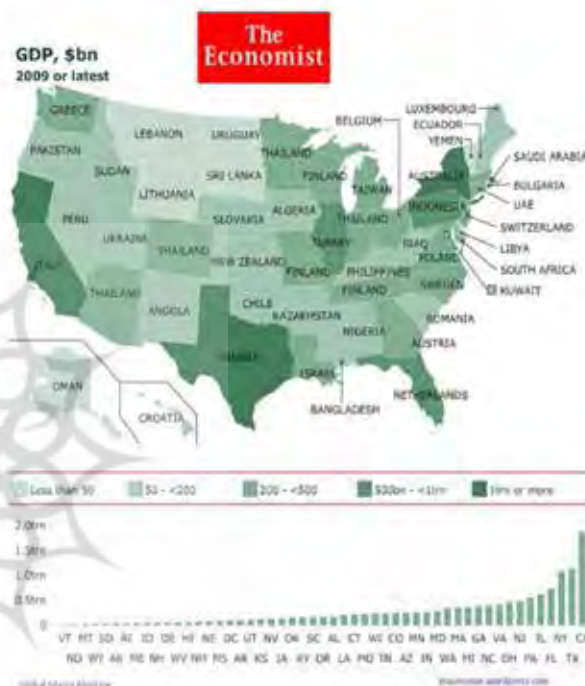 The
Economist
GDP, $bn
2009 or latest
GREECE
LEBANON
URUGUAY
BELGIUM
LUXEMBOURG
ECUADOR
YEMEN
PAKISTAN
SUDAN
THAILAND
FINLAND
AUSTRALIA
SAUDI ARABIA
SRI LANKA
TAIWAN
BULGARIA
LITHUANIA
INDONESIA
UAE
PERU
SLOVAKIA
ALGERIA
THAILAND
SWITZERLAND
UKRAINE
TURKEY
IRAQ
LIBYA
THAILAND
NEW ZEALAND
FINLAND
PHILIPPINES
POLAND
SOUTH AFRICA
ITALY
FINLAND
SWEDEN
KUWAIT
THAILAND
ANGOLA
CHILE
KAZAKHSTAN
ROMANIA
NIGERIA
AUSTRIA
OMAN
ISRAEL
NETHERLANDS
CROATIA
BANGLADESH
Less than 50
50 - <200
200 - <500
500bn - <1trn
1trn or more
2.0trn
1.5trn
1.0trn
0.5trn
0
VT MT SD RI ID DE HI NE DC UT NV OK SC AL CT WI CO MN MD MA GA VA NJ IL NY CA
ND WY AK ME NH WV NM MS AR KS IA KY OR LA MO TN AZ IN WA MI NC OH PA FL TX